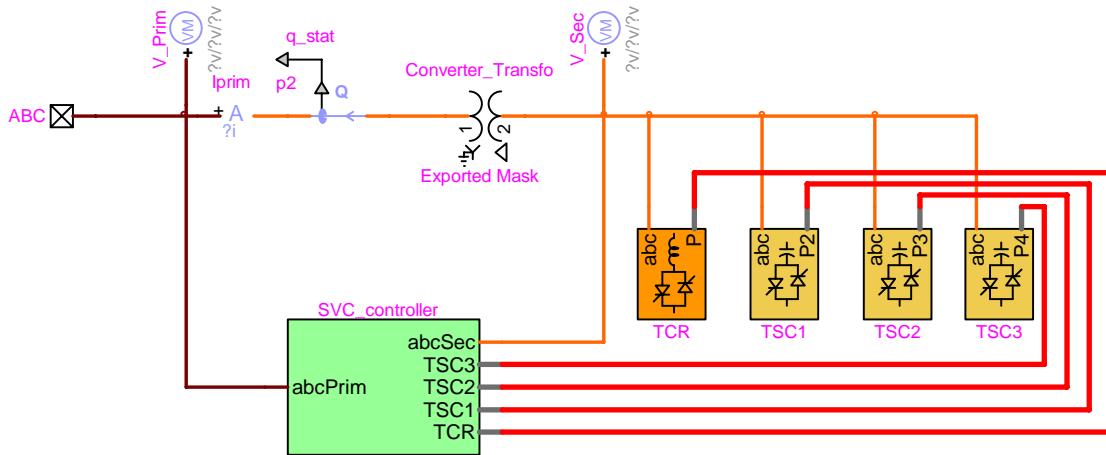 V_Prim
VM
+
?v/?v/?v
Iprim
+
A
?i
ABC
q_stat
p2
Q
Converter_Transfo
1
2
Exported Mask
V_Sec
VM
+
?v/?v/?v
abc
P
TCR
abc
P2
TSC1
abc
P3
TSC2
abc
P4
TSC3
SVC_controller
abcPrim
abcSec
TSC3
TSC2
TSC1
TCR